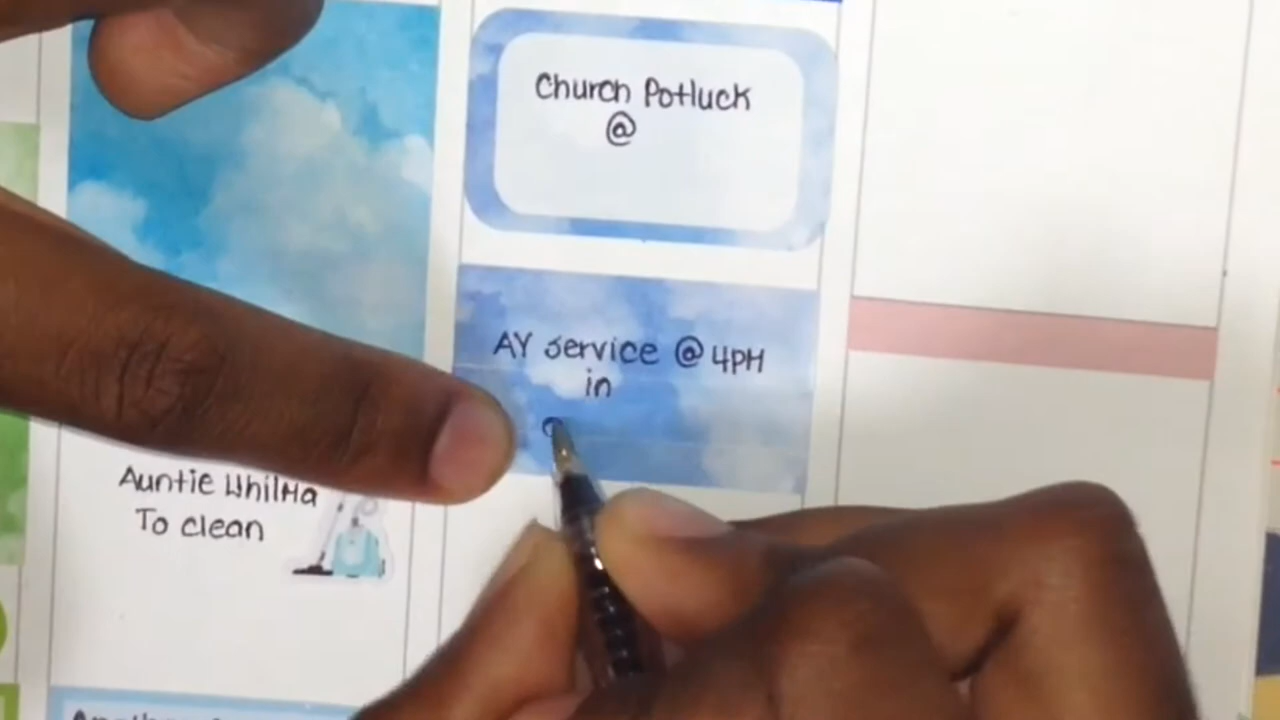 Church Potluck
@
AY service @ 4PM
in
Auntie Whilma
To clean